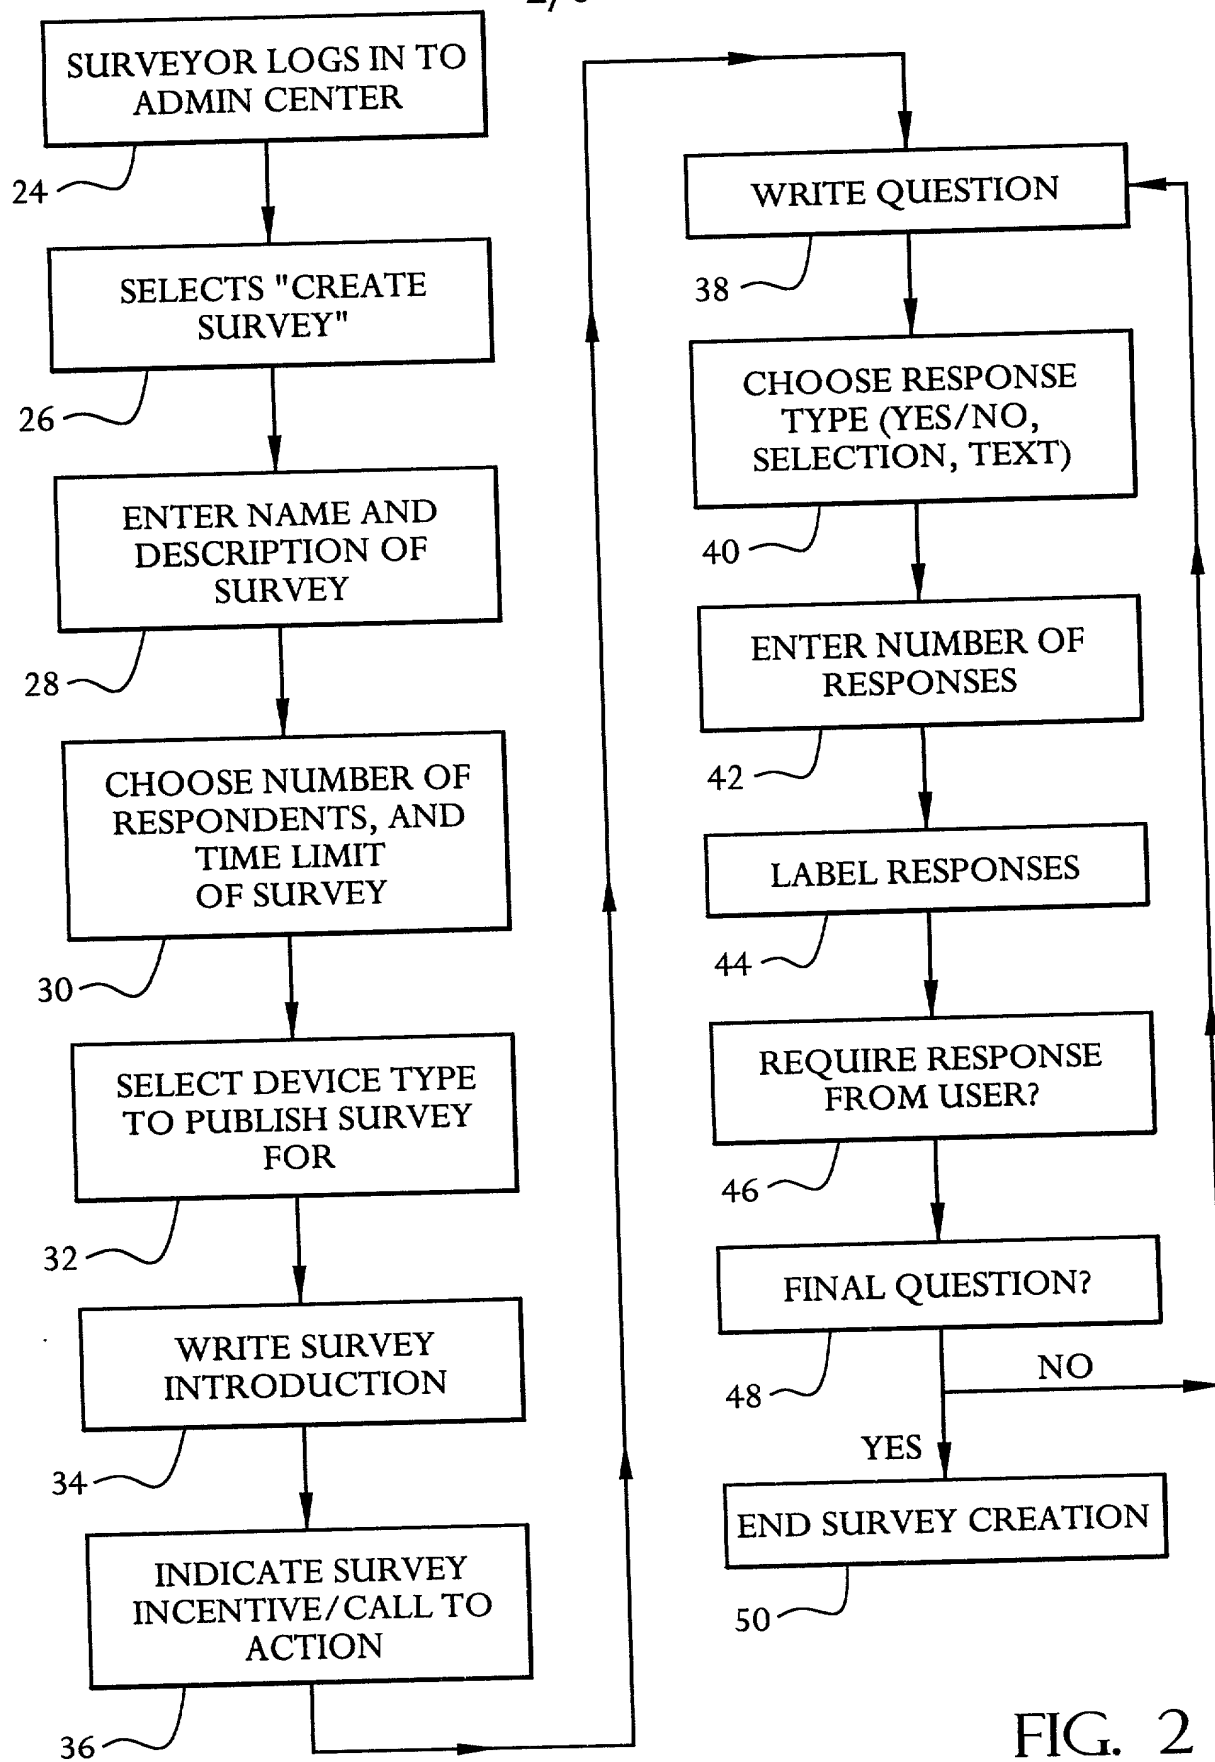 SURVEYOR LOGS IN TO
ADMIN CENTER
24
SELECTS "CREATE
SURVEY"
26
ENTER NAME AND
DESCRIPTION OF
SURVEY
28
CHOOSE NUMBER OF
RESPONDENTS, AND
TIME LIMIT
OF SURVEY
30
SELECT DEVICE TYPE
TO PUBLISH SURVEY
FOR
32
WRITE SURVEY
INTRODUCTION
34
INDICATE SURVEY
INCENTIVE/CALL TO
ACTION
36
WRITE QUESTION
38
CHOOSE RESPONSE
TYPE (YES/NO,
SELECTION, TEXT)
40
ENTER NUMBER OF
RESPONSES
42
LABEL RESPONSES
44
REQUIRE RESPONSE
FROM USER?
46
FINAL QUESTION?
48
NO
YES
END SURVEY CREATION
50
FIG. 2